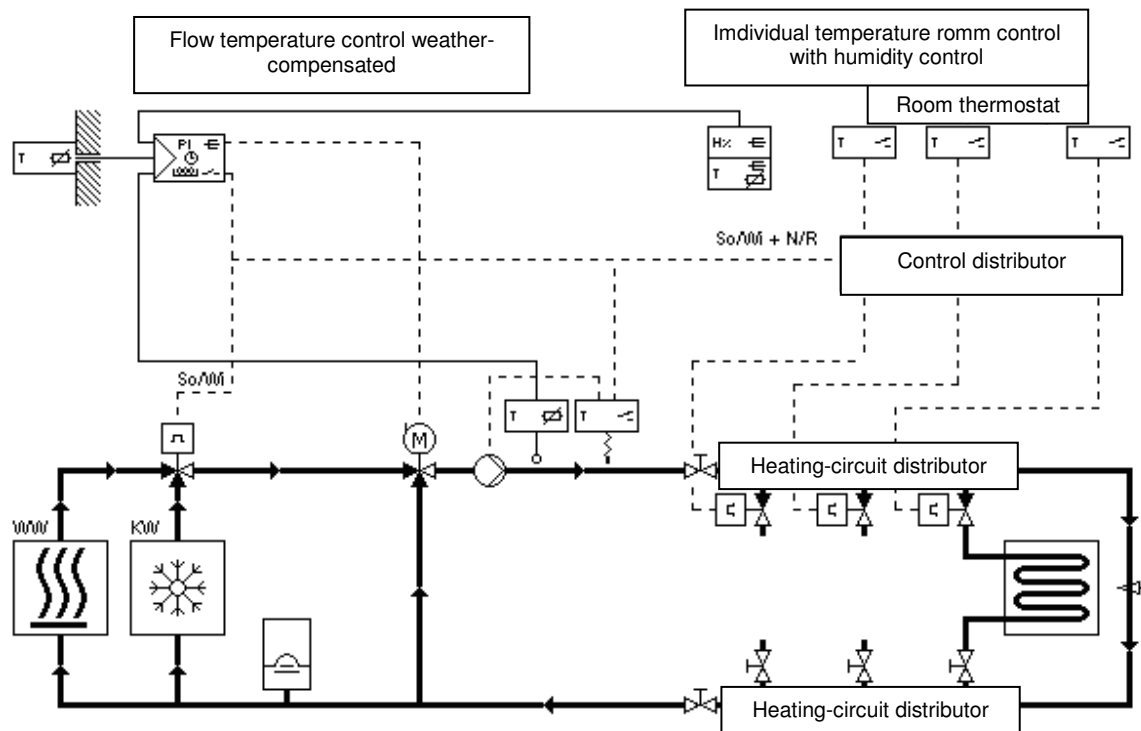 Flow temperature control weather-
compensated
Imdividual temperature romm control
with humidity control
Room thermostat
T
PI
H%
T
T
T
T
So/Wi + N/R
Control distributor
So/Wi
T
T
M
Heating-circuit distributor
WW
KW
Heating-circuit distributor